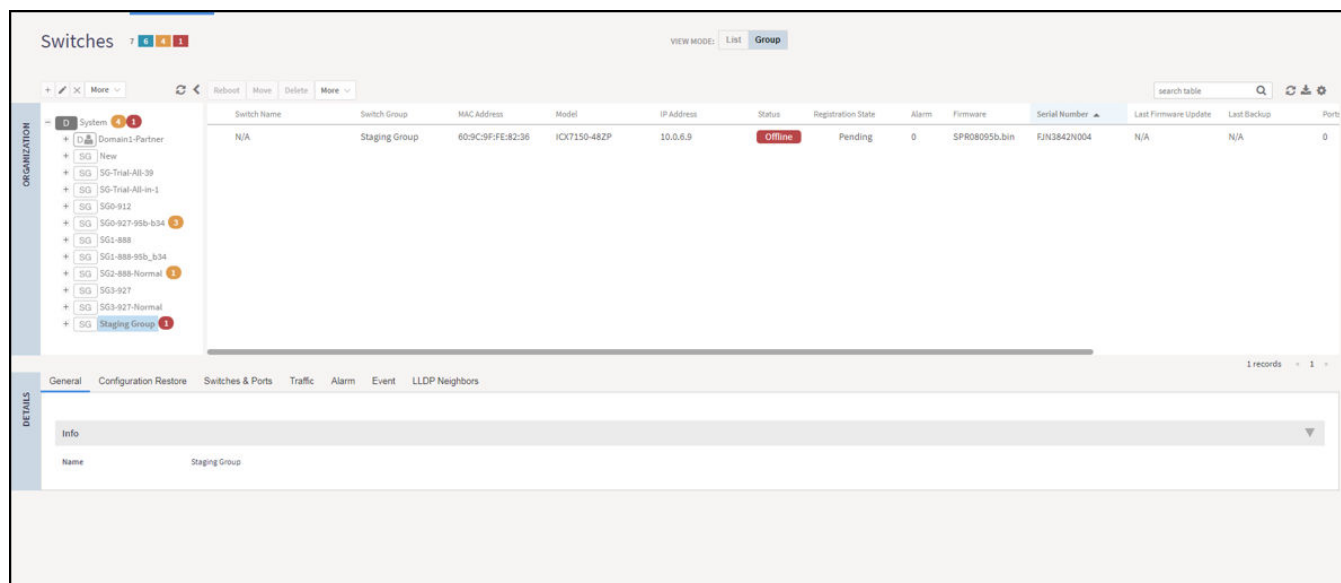 Switches 7 6 4 1
VIEW MODE: List Group
More
Reboot Move Delete More
search table
ORGANIZATION
Switch Name Switch Group MAC Address Model IP Address Status Registration State Alarm Firmware Serial Number Last Firmware Update Last Backup Ports
N/A Staging Group 60:9C:9F:FE:82:36 ICX7150-48ZP 10.0.6.9 Offline Pending 0 SPR08095b.bin FJN3842N004 N/A N/A 0
D System 4 1
D Domain1-Partner
SG New
SG SG-Trial-All-39
SG SG-Trial-All-in-1
SG SG0-912
SG SG0-927-95b-b34 3
SG SG1-888
SG SG1-888-95b_b34
SG SG2-888-Normal 1
SG SG3-927
SG SG3-927-Normal
SG Staging Group 1
1 records 1
DETAILS
General Configuration Restore Switches & Ports Traffic Alarm Event LLDP Neighbors
Info
Name Staging Group